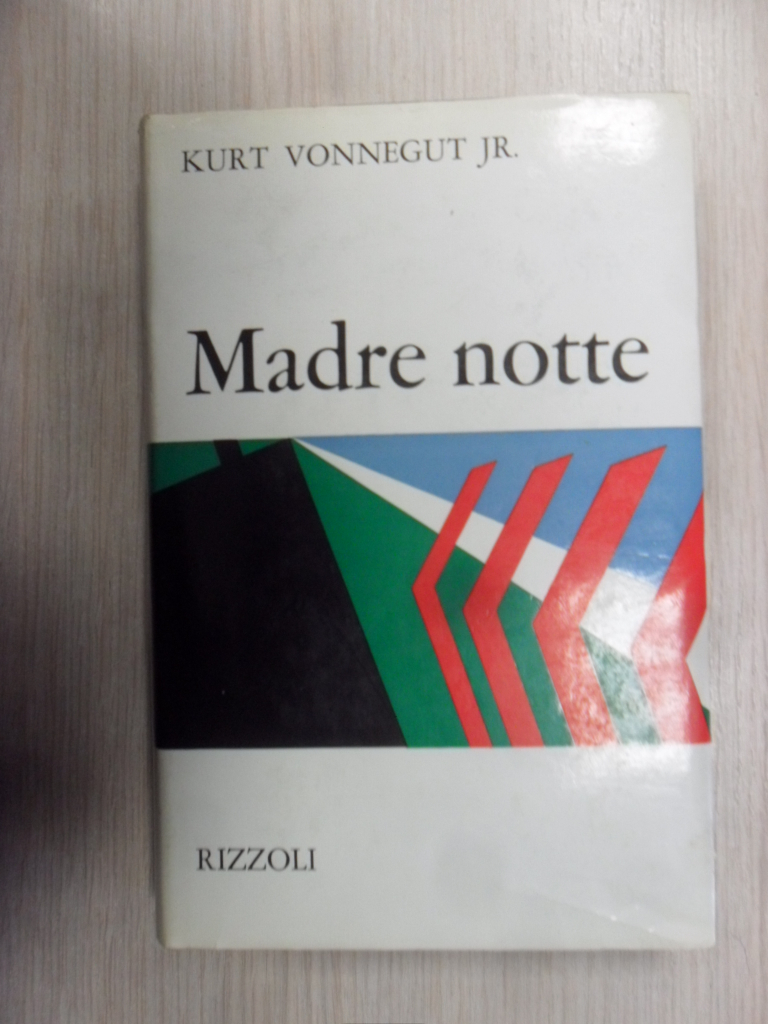 KURT VONNEGUT JR.
Madre notte
RIZZOLI